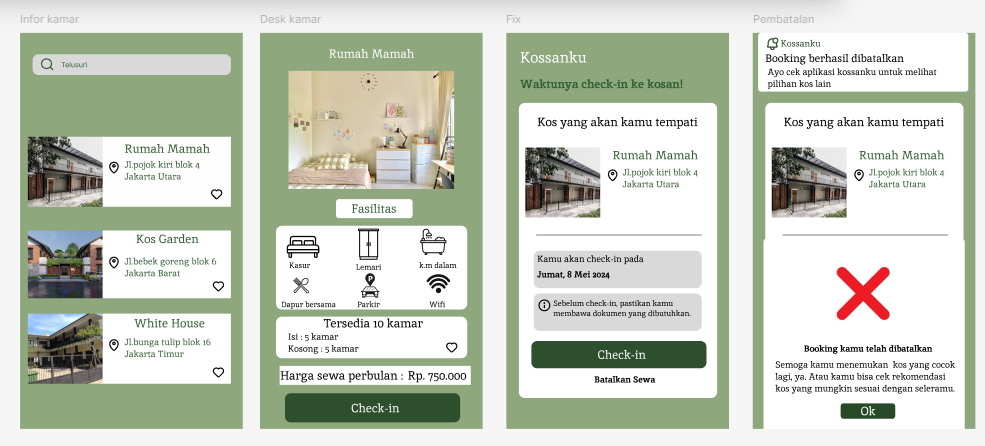 Infor kamar
Telusuri
Rumah Mamah
Jl.pojok kiri blok 4
Jakarta Utara
Kos Garden
Jl.bebek goreng blok 6
Jakarta Barat
White House
Jl.bunga tulip blok 16
Jakarta Timur
Desk kamar
Rumah Mamah
Fasilitas
Kasur
Lemari
k.m dalam
Dapur bersama
Parkir
Wifi
Tersedia 10 kamar
Isi : 5 kamar
Kosong : 5 kamar
Harga sewa perbulan : Rp. 750.000
Check-in
Fix
Kossanku
Waktunya check-in ke kosan!
Kos yang akan kamu tempati
Rumah Mamah
Jl.pojok kiri blok 4
Jakarta Utara
Kamu akan check-in pada
Jumat, 8 Mei 2024
Sebelum check-in, pastikan kamu
membawa dokumen yang dibutuhkan.
Check-in
Batalkan Sewa
Pembatalan
Kossanku
Booking berhasil dibatalkan
Ayo cek aplikasi kossanku untuk melihat
pilihan kos lain
Kos yang akan kamu tempati
Rumah Mamah
Jl.pojok kiri blok 4
Jakarta Utara
Booking kamu telah dibatalkan
Semoga kamu menemukan kos yang cocok
lagi, ya. Atau kamu bisa cek rekomendasi
kos yang mungkin sesuai dengan seleramu.
Ok